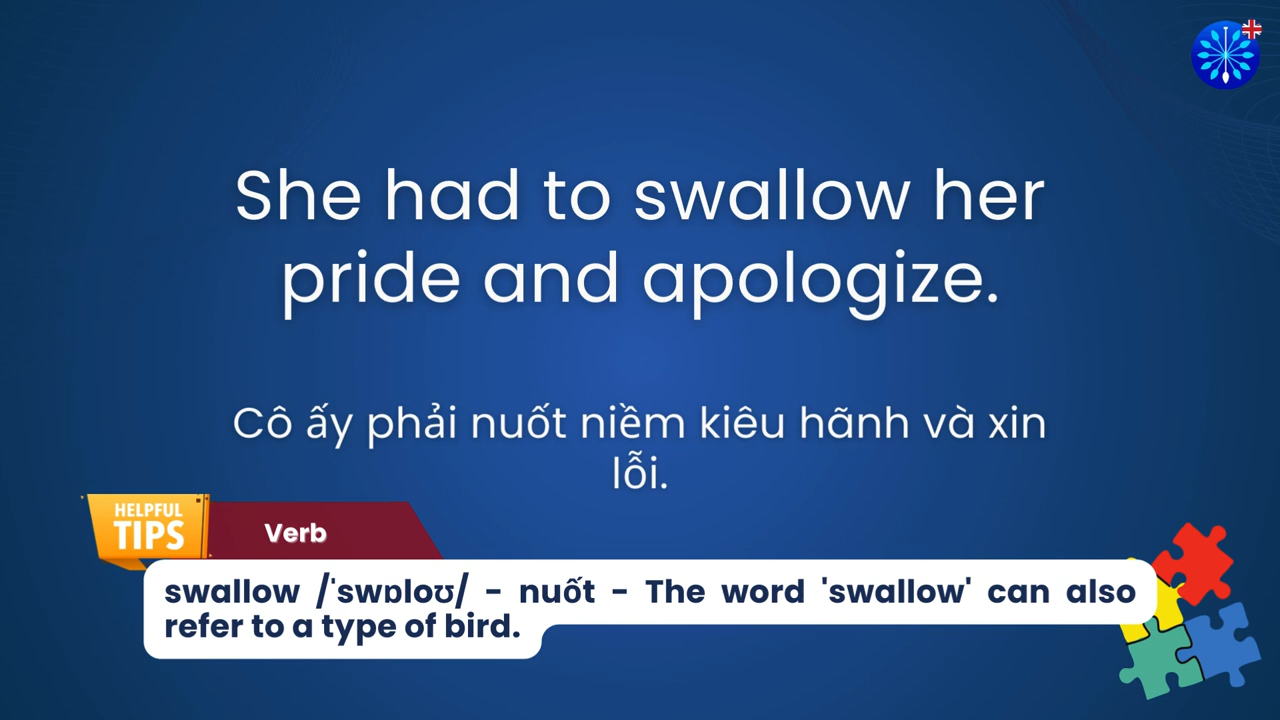 She had to swallow her
pride and apologize.
Cô ấy phải nuốt niềm kiêu hãnh và xin
lỗi.
HELPFUL
TIPS
Verb
swallow /ˈswɒloʊ/ - nuốt - The word 'swallow' can also
refer to a type of bird.